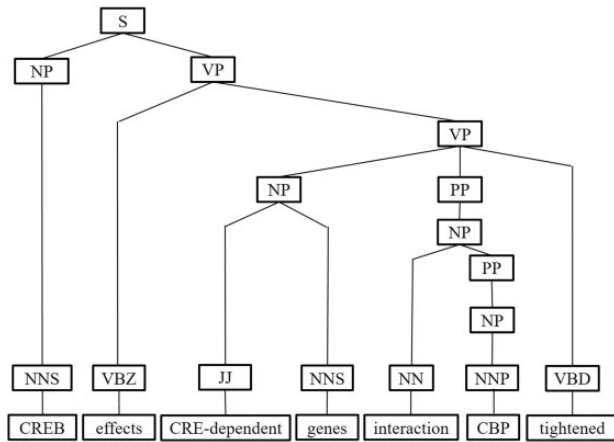 S
NP VP
VP
NP PP
NP
PP
NP
NNS VBZ JJ NNS NN NNP VBD
CREB effects CRE-dependent genes interaction CBP tightened